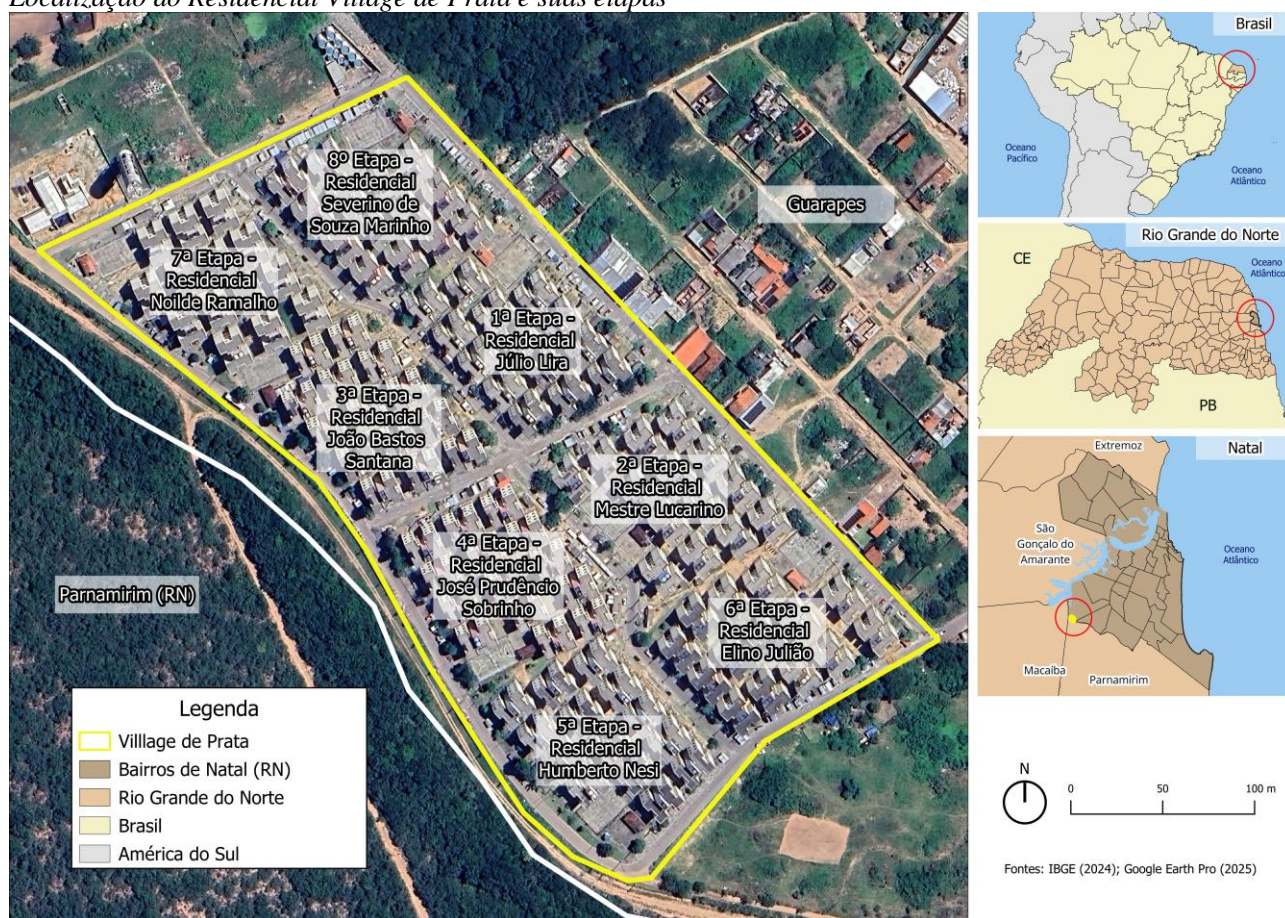 Localização do Residencial Village de Prata e suas etapas
8º Etapa -
Residencial
Severino de
Souza Marinho
7ª Etapa -
Residencial
Noilde Ramalho
1ª Etapa -
Residencial
Júlio Lira
3ª Etapa -
Residencial
João Bastos
Santana
2ª Etapa -
Residencial
Mestre Lucarino
4ª Etapa -
Residencial
José Prudêncio
Sobrinho
6ª Etapa -
Residencial
Elino Julião
5ª Etapa -
Residencial
Humberto Nesi
Guarapes
Parnamirim (RN)
Legenda
Villlage de Prata
Bairros de Natal (RN)
Rio Grande do Norte
Brasil
América do Sul
Brasil
Oceano
Pacífico
Oceano
Atlântico
Rio Grande do Norte
CE
Oceano
Atlântico
PB
Natal
Extremoz
São
Gonçalo do
Amarante
Oceano
Atlântico
Macaíba
Parnamirim
N
0 50 100 m
Fontes: IBGE (2024); Google Earth Pro (2025)